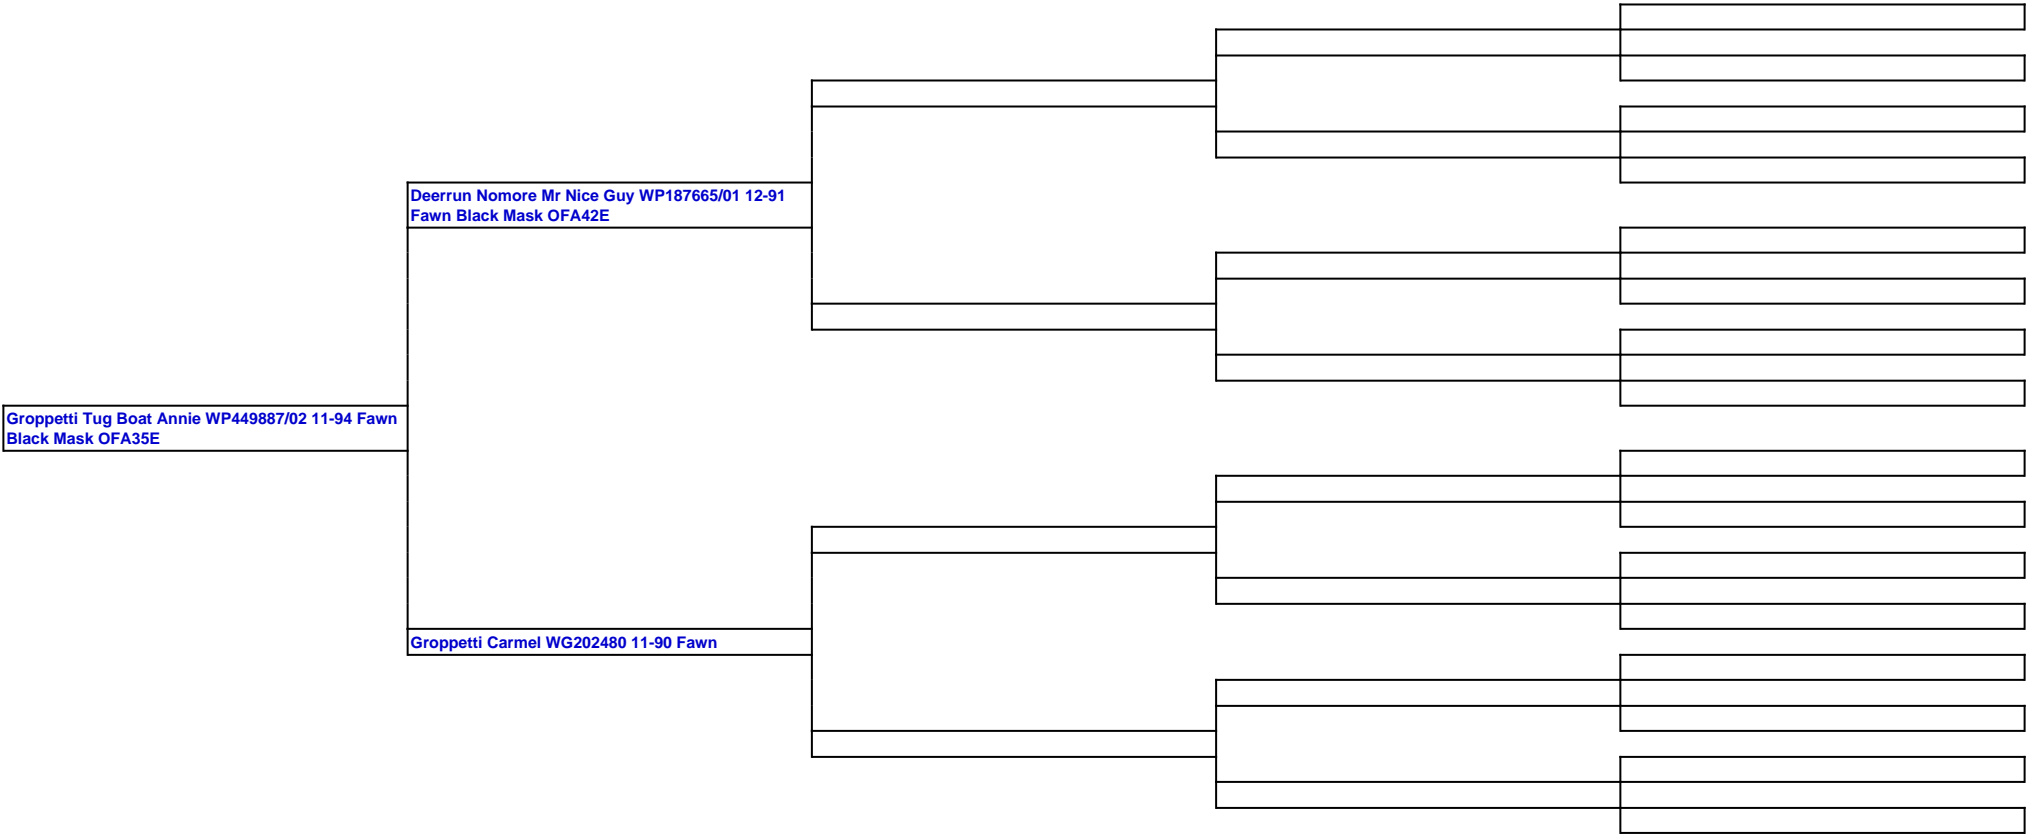 Deerrun Nomore Mr Nice Guy WP187665/01 12-91
Fawn Black Mask OFA42E
Groppetti Tug Boat Annie WP449887/02 11-94 Fawn
Black Mask OFA35E
Groppetti Carmel WG202480 11-90 Fawn